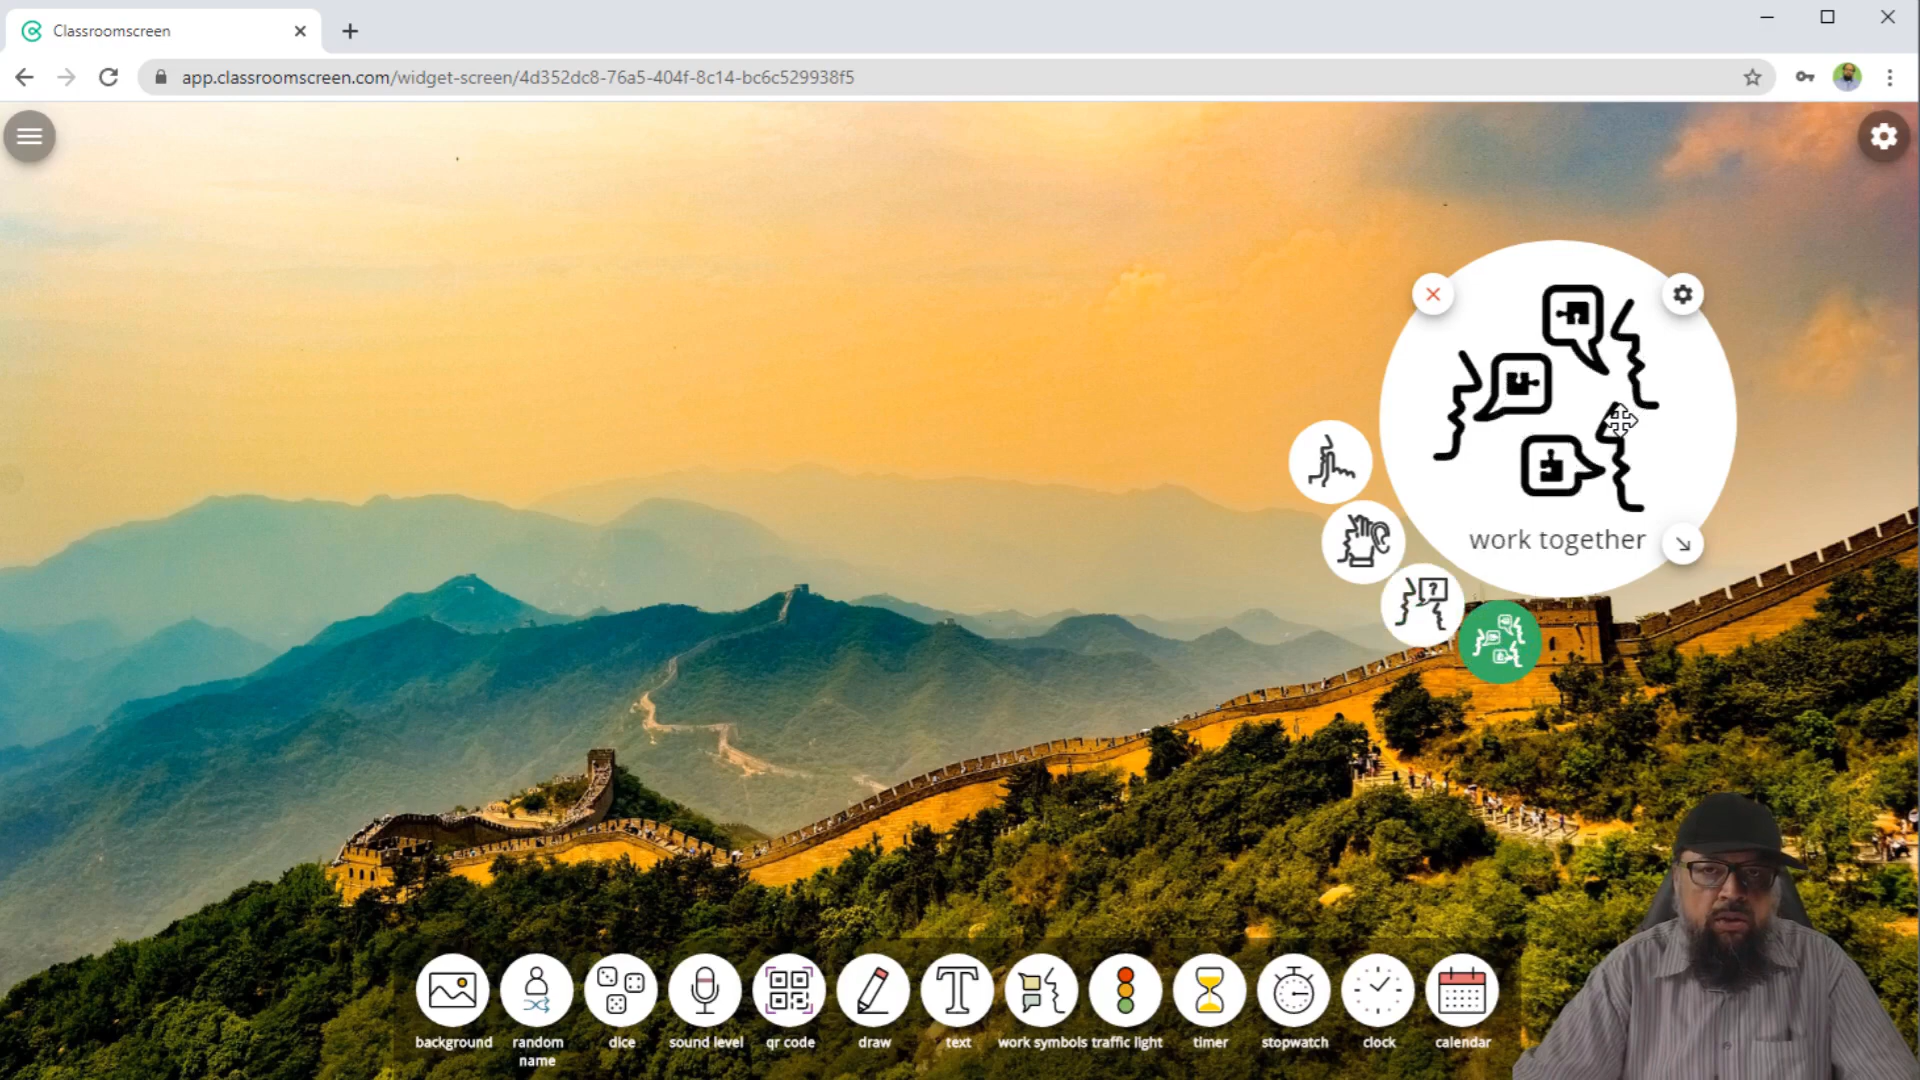 Classroomscreen
app.classroomscreen.com/widget-screen/4d352dc8-76a5-404f-8c14-bc6c529938f5
work together
?
background
random name
dice
sound level
qr code
draw
text
work symbols
traffic light
timer
stopwatch
clock
calendar